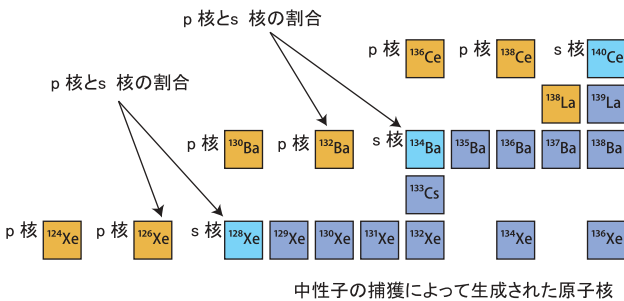 p 核とs 核の割合
p 核 ¹³⁶Ce p 核 ¹³⁸Ce s 核 ¹⁴⁰Ce
p 核とs 核の割合
¹³⁸La ¹³⁹La
p 核 ¹³⁰Ba p 核 ¹³²Ba s 核 ¹³⁴Ba ¹³⁵Ba ¹³⁶Ba ¹³⁷Ba ¹³⁸Ba
¹³³Cs
p 核 ¹²⁴Xe p 核 ¹²⁶Xe s 核 ¹²⁸Xe ¹²⁹Xe ¹³⁰Xe ¹³¹Xe ¹³²Xe ¹³⁴Xe ¹³⁶Xe
中性子の捕獲によって生成された原子核